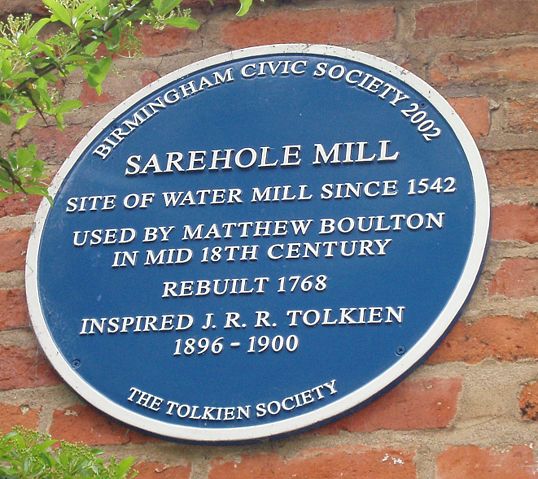 BIRMINGHAM CIVIC SOCIETY 2002
SAREHOLE MILL
SITE OF WATER MILL SINCE 1542
USED BY MATTHEW BOULTON
IN MID 18TH CENTURY
REBUILT 1768
INSPIRED J. R. R. TOLKIEN
1896 - 1900
THE TOLKIEN SOCIETY